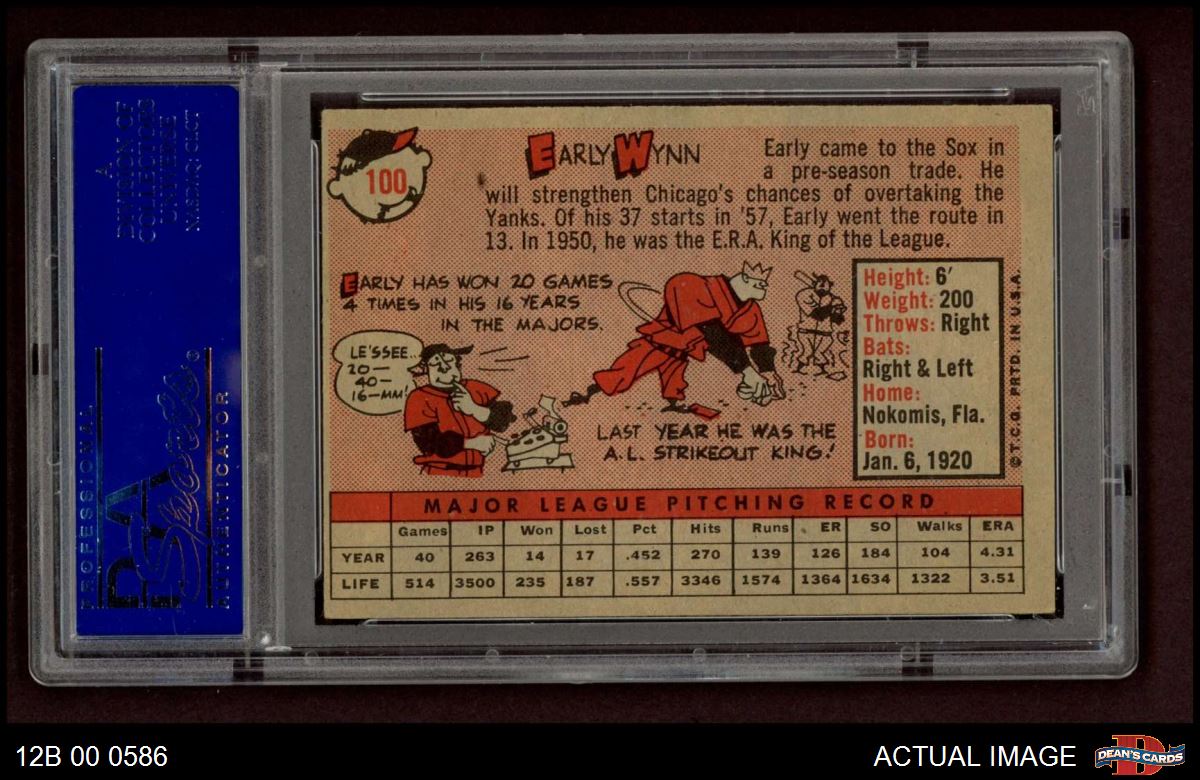 A
DIVISION OF
COLLECTORS
UNIVERSE
NASDAQ: CLCT
PROFESSIONAL
PSA
Sports®
AUTHENTICATOR
100
EARLY WYNN
Early came to the Sox in
a pre-season trade. He
will strengthen Chicago's chances of overtaking the
Yanks. Of his 37 starts in '57, Early went the route in
13. In 1950, he was the E.R.A. King of the League.
EARLY HAS WON 20 GAMES
4 TIMES IN HIS 16 YEARS
IN THE MAJORS.
LE'SSEE..
20—
40—
16-MM!
LAST YEAR HE WAS THE
A.L. STRIKEOUT KING!
Height: 6'
Weight: 200
Throws: Right
Bats:
Right & Left
Home:
Nokomis, Fla.
Born:
Jan. 6, 1920
© T.C.G. PRTD. IN U.S.A.
MAJOR LEAGUE PITCHING RECORD
Games IP Won Lost Pct Hits Runs ER SO Walks ERA
YEAR 40 263 14 17 .452 270 139 126 184 104 4.31
LIFE 514 3500 235 187 .557 3346 1574 1364 1634 1322 3.51
12B 00 0586
ACTUAL IMAGE
D
DEAN'S CARDS